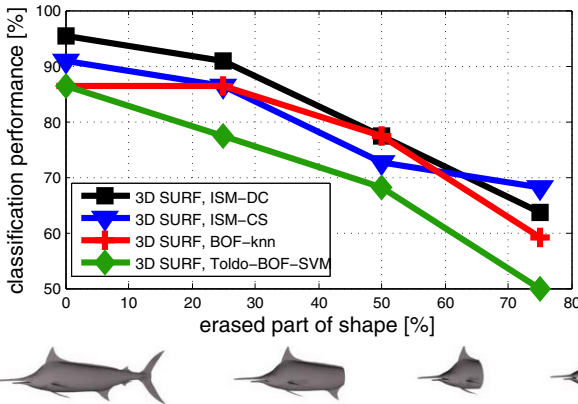 classification performance [%]
100
90
80
70
60
50
3D SURF, ISM-DC
3D SURF, ISM-CS
3D SURF, BOF-knn
3D SURF, Toldo-BOF-SVM
0 10 20 30 40 50 60 70 80
erased part of shape [%]